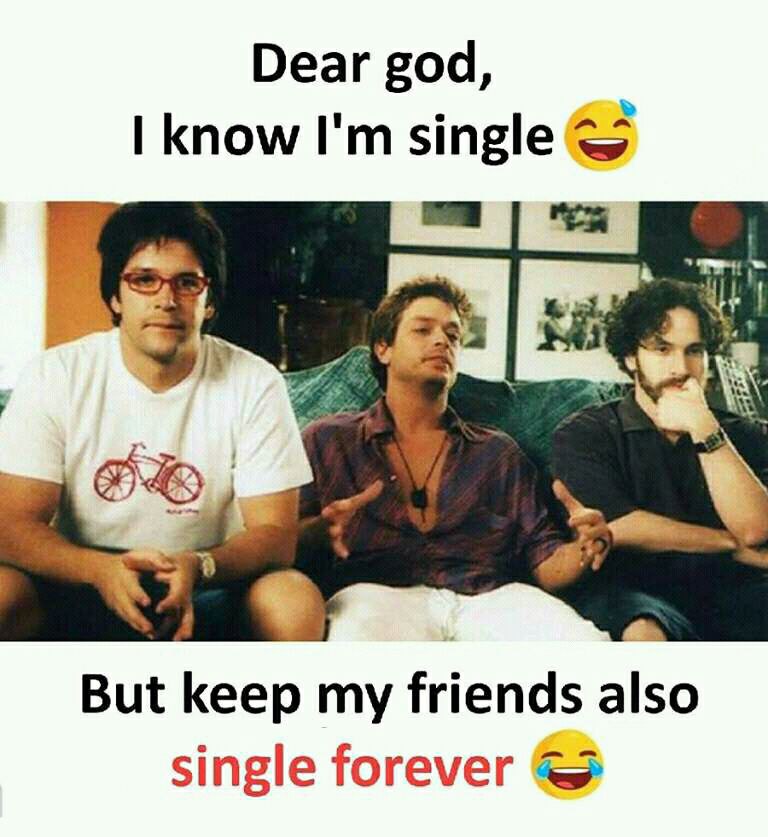 Dear god,
I know I'm single😅
But keep my friends also
single forever 😂